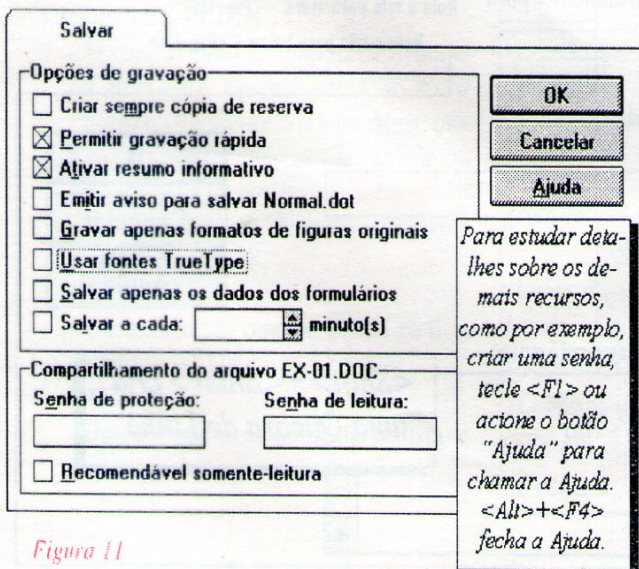 Salvar
Opções de gravação
Criar sempre cópia de reserva
Permitir gravação rápida
Ativar resumo informativo
Emitir aviso para salvar Normal.dot
Gravar apenas formatos de figuras originais
Usar fontes TrueType
Salvar apenas os dados dos formulários
Salvar a cada: minuto(s)
Compartilhamento do arquivo EX-01.DOC
Senha de proteção: Senha de leitura:
Recomendável somente-leitura
OK
Cancelar
Ajuda
Para estudar deta-
lhes sobre os de-
mais recursos,
como por exemplo,
criar uma senha,
tecle <F1> ou
acione o botão
"Ajuda" para
chamar a Ajuda.
<Alt>+<F4>
fecha a Ajuda.
Figura 11